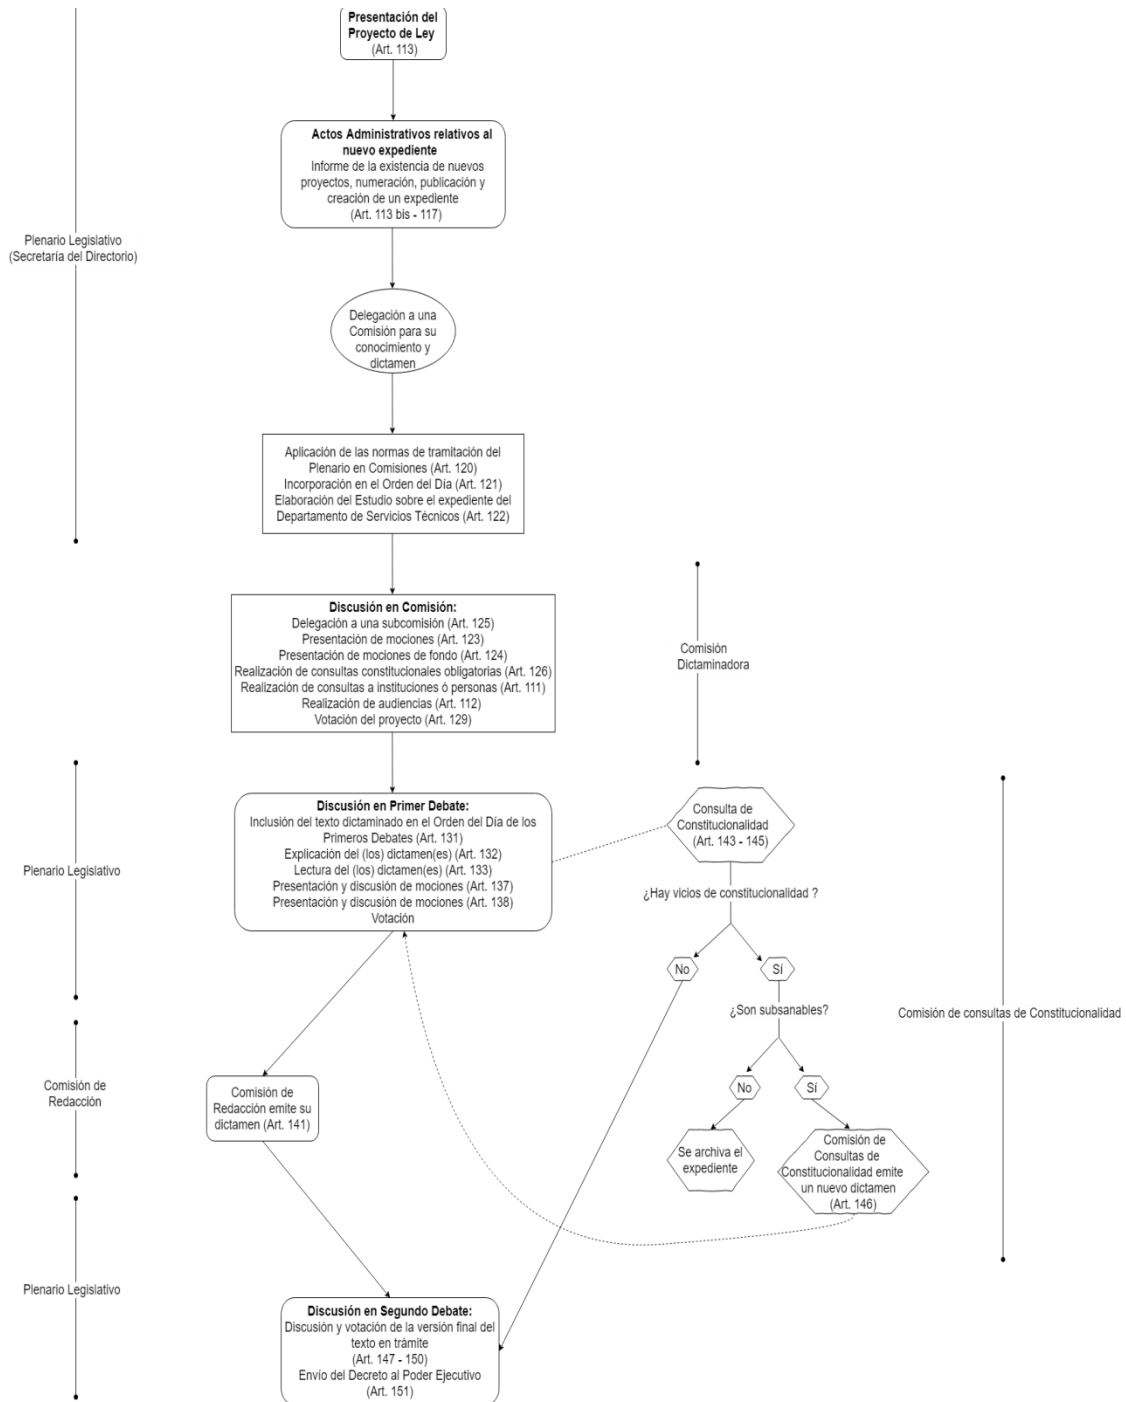 Presentación del
Proyecto de Ley
(Art. 113)
Actos Administrativos relativos al
nuevo expediente
Informe de la existencia de nuevos
proyectos, numeración, publicación y
creación de un expediente
(Art. 113 bis - 117)
Plenario Legislativo
(Secretaría del Directorio)
Delegación a una
Comisión para su
conocimiento y
dictamen
Aplicación de las normas de tramitación del
Plenario en Comisiones (Art. 120)
Incorporación en el Orden del Día (Art. 121)
Elaboración del Estudio sobre el expediente del
Departamento de Servicios Técnicos (Art. 122)
Discusión en Comisión:
Delegación a una subcomisión (Art. 125)
Presentación de mociones (Art. 123)
Presentación de mociones de fondo (Art. 124)
Realización de consultas constitucionales obligatorias (Art. 126)
Realización de consultas a instituciones ó personas (Art. 111)
Realización de audiencias (Art. 112)
Votación del proyecto (Art. 129)
Comisión
Dictaminadora
Plenario Legislativo
Discusión en Primer Debate:
Inclusión del texto dictaminado en el Orden del Día de los
Primeros Debates (Art. 131)
Explicación del (los) dictamen(es) (Art. 132)
Lectura del (los) dictamen(es) (Art. 133)
Presentación y discusión de mociones (Art. 137)
Presentación y discusión de mociones (Art. 138)
Votación
Consulta de
Constitucionalidad
(Art. 143 - 145)
¿Hay vicios de constitucionalidad ?
No
Sí
¿Son subsanables?
No
Sí
Se archiva el
expediente
Comisión de
Consultas de
Constitucionalidad emite
un nuevo dictamen
(Art. 146)
Comisión de consultas de Constitucionalidad
Comisión de
Redacción
Comisión de
Redacción emite su
dictamen (Art. 141)
Plenario Legislativo
Discusión en Segundo Debate:
Discusión y votación de la versión final del
texto en trámite
(Art. 147 - 150)
Envío del Decreto al Poder Ejecutivo
(Art. 151)